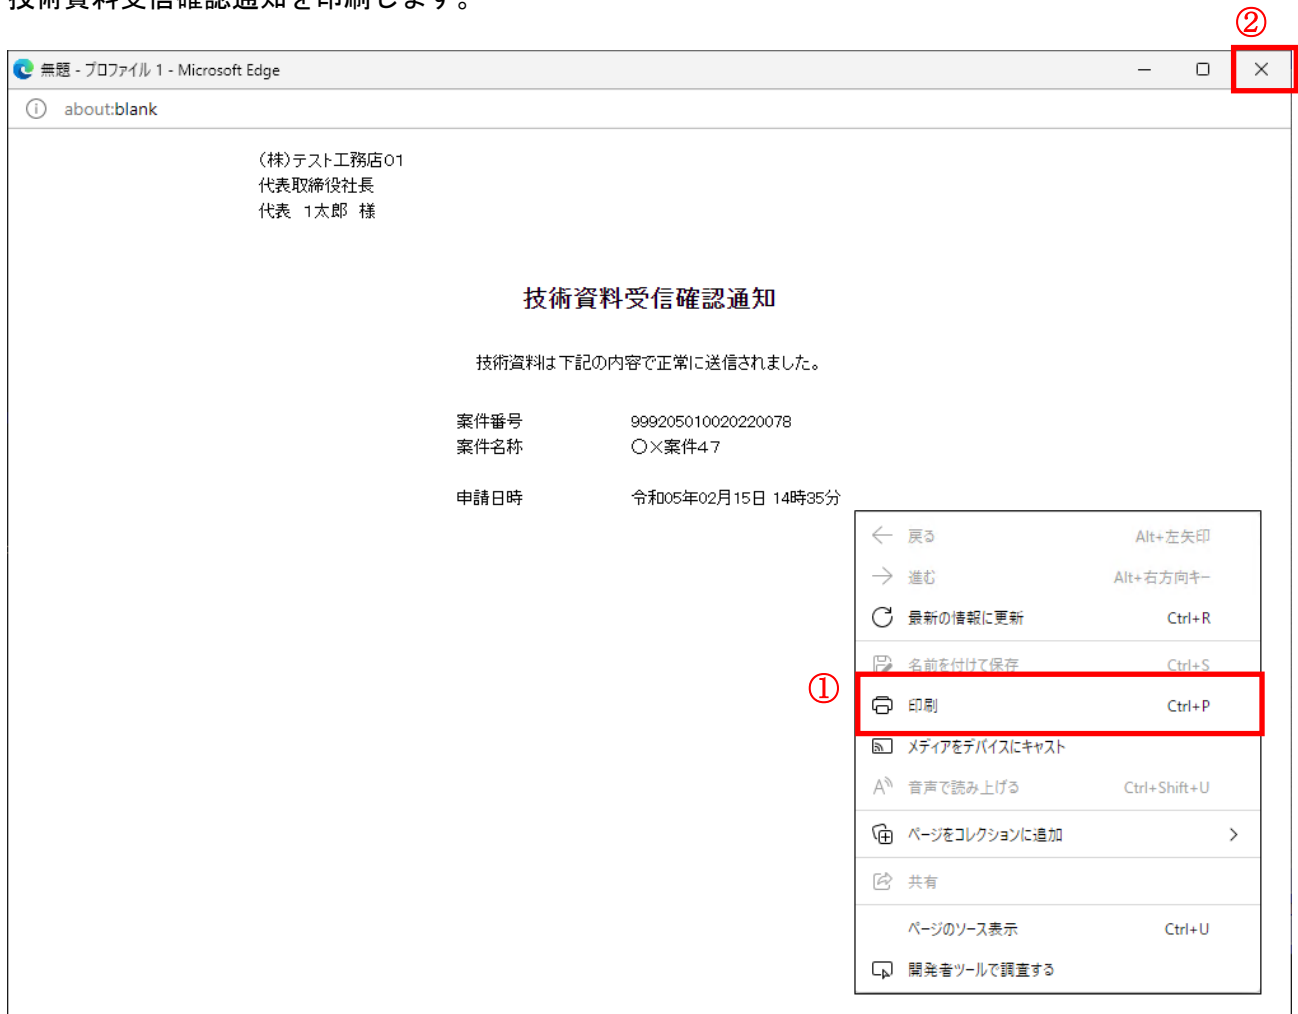 技術資料受信確認通知を印刷します。
②
無題 - プロファイル 1 - Microsoft Edge
about:blank
(株)テスト工務店01
代表取締役社長
代表 1太郎 様
技術資料受信確認通知
技術資料は下記の内容で正常に送信されました。
案件番号 999205010020220078
案件名称 〇×案件47
申請日時 令和05年02月15日 14時35分
戻る Alt+左矢印
進む Alt+右方向キー
最新の情報に更新 Ctrl+R
名前を付けて保存 Ctrl+S
①
印刷 Ctrl+P
メディアをデバイスにキャスト
音声で読み上げる Ctrl+Shift+U
ページをコレクションに追加
共有
ページのソース表示 Ctrl+U
開発者ツールで調査する